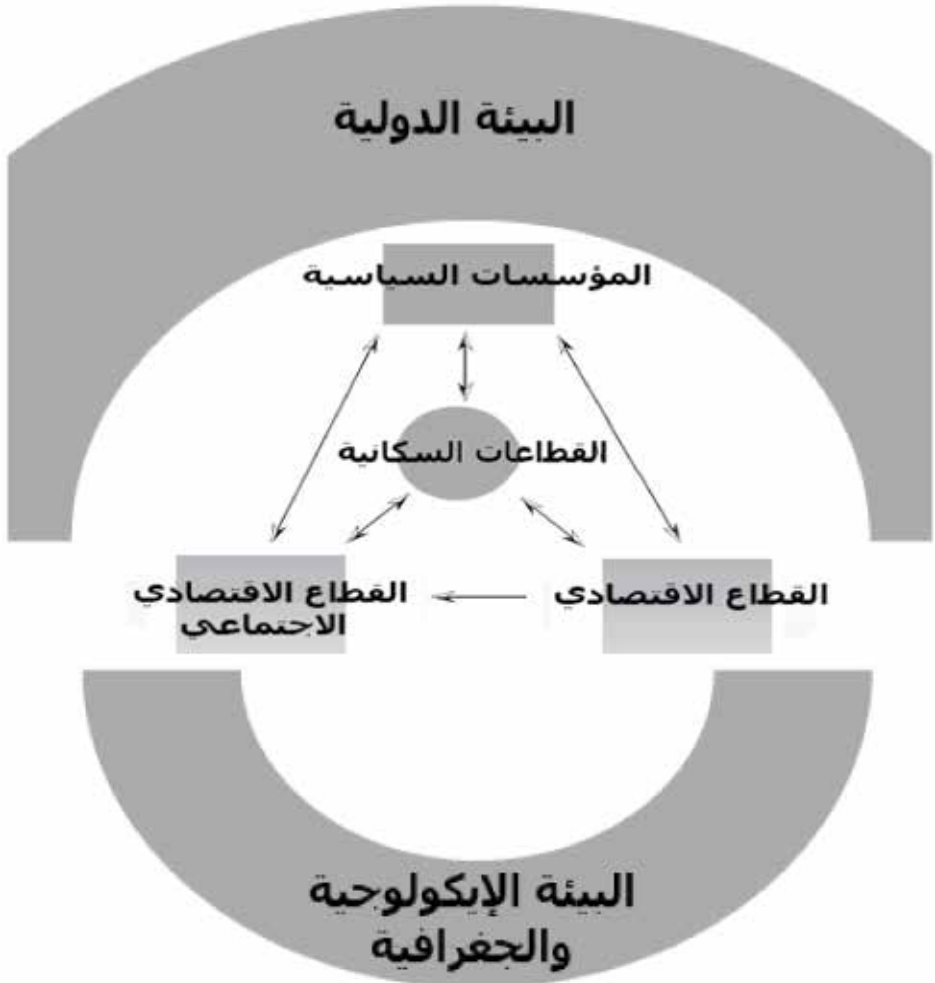 البيئة الدولية
المؤسسات السياسية
القطاعات السكانية
القطاع الاقتصادي
القطاع الاقتصادي
الاجتماعي
البيئة الإيكولوجية
والجغرافية